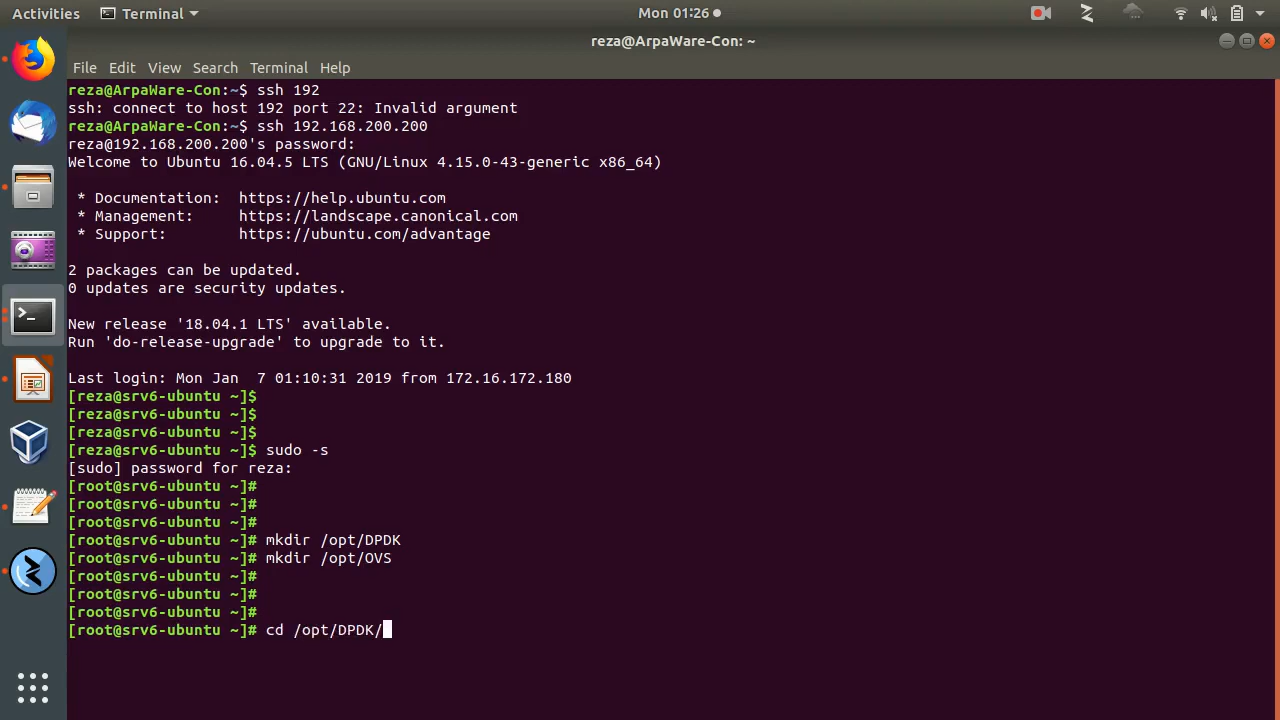 Activities Terminal Mon 01:26
reza@ArpaWare-Con: ~
File Edit View Search Terminal Help
reza@ArpaWare-Con:~$ ssh 192
ssh: connect to host 192 port 22: Invalid argument
reza@ArpaWare-Con:~$ ssh 192.168.200.200
reza@192.168.200.200's password:
Welcome to Ubuntu 16.04.5 LTS (GNU/Linux 4.15.0-43-generic x86_64)
* Documentation:  https://help.ubuntu.com
* Management:     https://landscape.canonical.com
* Support:        https://ubuntu.com/advantage
2 packages can be updated.
0 updates are security updates.
New release '18.04.1 LTS' available.
Run 'do-release-upgrade' to upgrade to it.
Last login: Mon Jan  7 01:10:31 2019 from 172.16.172.180
[reza@srv6-ubuntu ~]$
[reza@srv6-ubuntu ~]$
[reza@srv6-ubuntu ~]$
[reza@srv6-ubuntu ~]$ sudo -s
[sudo] password for reza:
[root@srv6-ubuntu ~]#
[root@srv6-ubuntu ~]#
[root@srv6-ubuntu ~]#
[root@srv6-ubuntu ~]# mkdir /opt/DPDK
[root@srv6-ubuntu ~]# mkdir /opt/OVS
[root@srv6-ubuntu ~]#
[root@srv6-ubuntu ~]#
[root@srv6-ubuntu ~]#
[root@srv6-ubuntu ~]# cd /opt/DPDK/